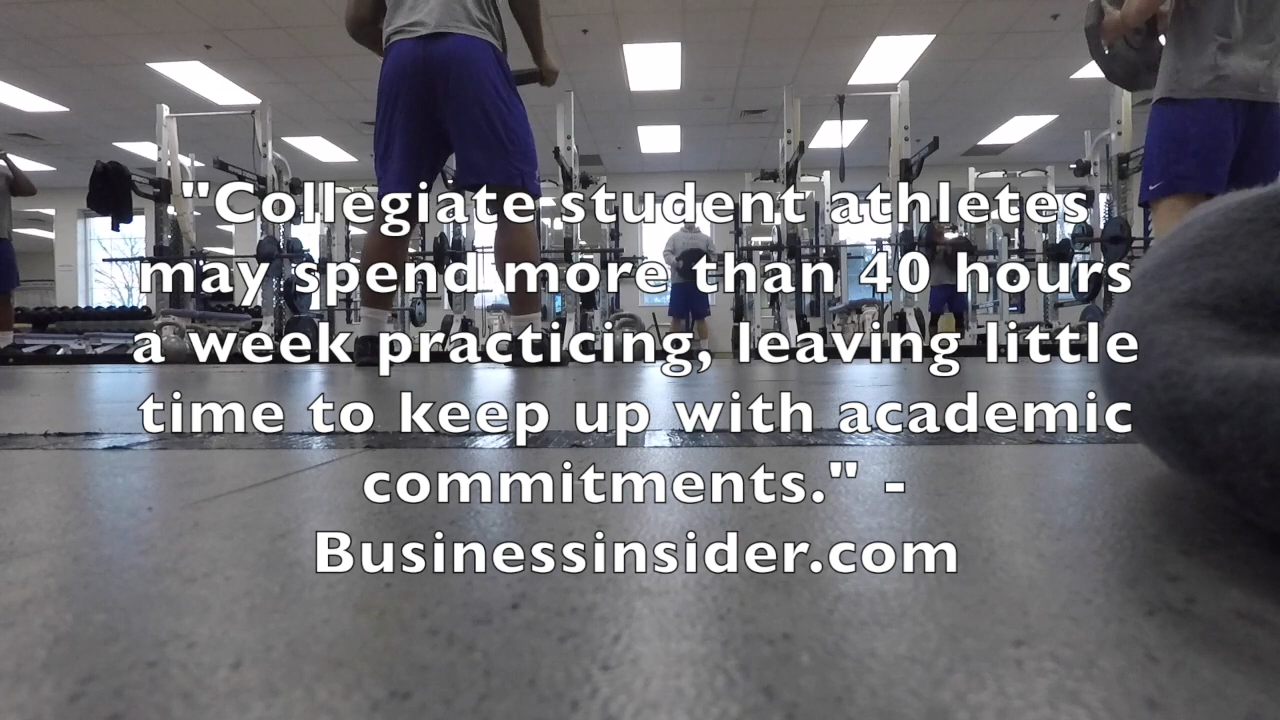 "Collegiate student athletes
may spend more than 40 hours
a week practicing, leaving little
time to keep up with academic
commitments." -
Businessinsider.com